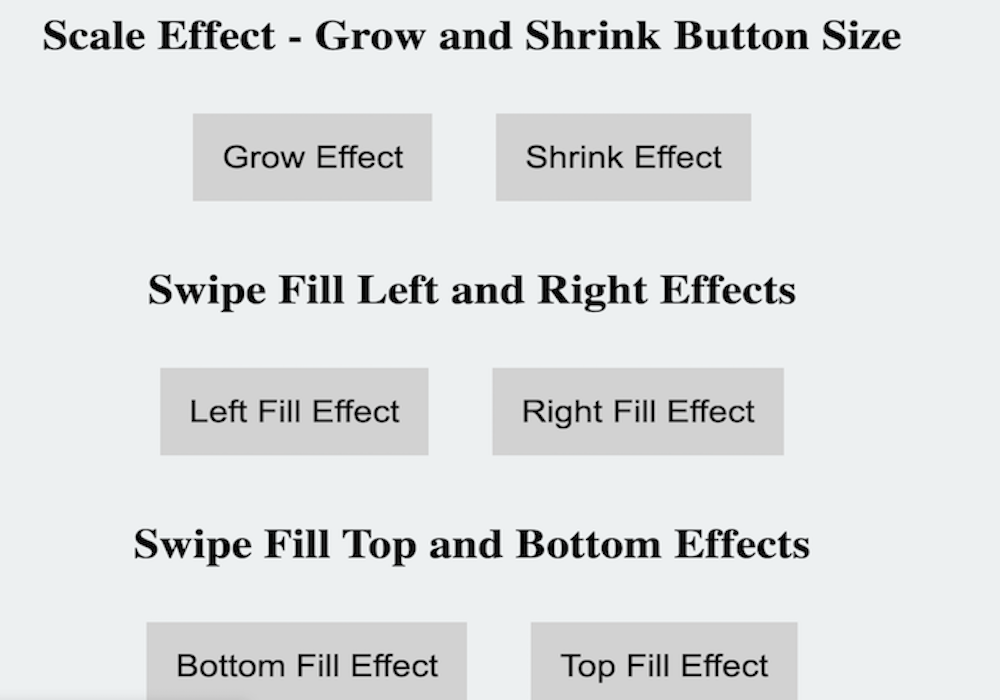 Scale Effect - Grow and Shrink Button Size
Grow Effect
Shrink Effect
Swipe Fill Left and Right Effects
Left Fill Effect
Right Fill Effect
Swipe Fill Top and Bottom Effects
Bottom Fill Effect
Top Fill Effect